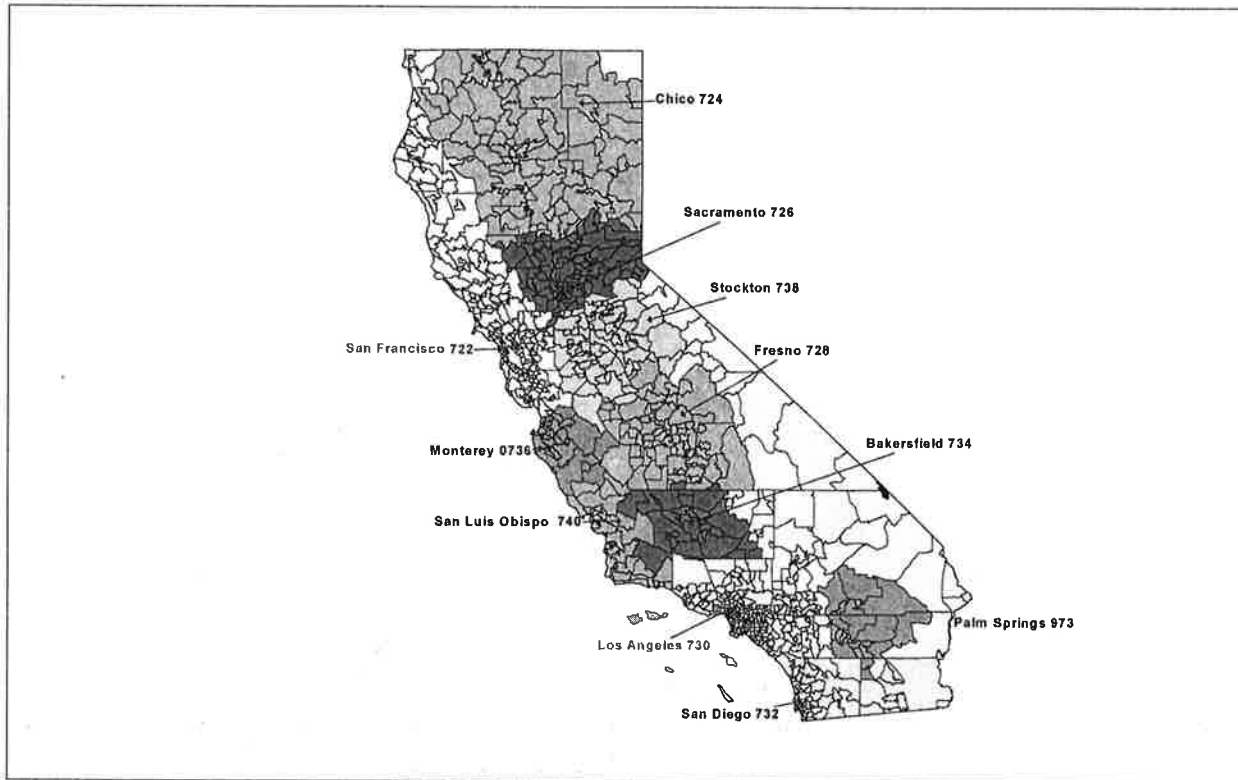 Chico 724
Sacramento 726
Stockton 738
Fresno 728
San Francisco 722
Bakersfield 734
Monterey 0736
San Luis Obispo 740
Palm Springs 973
Los Angeles 730
San Diego 732